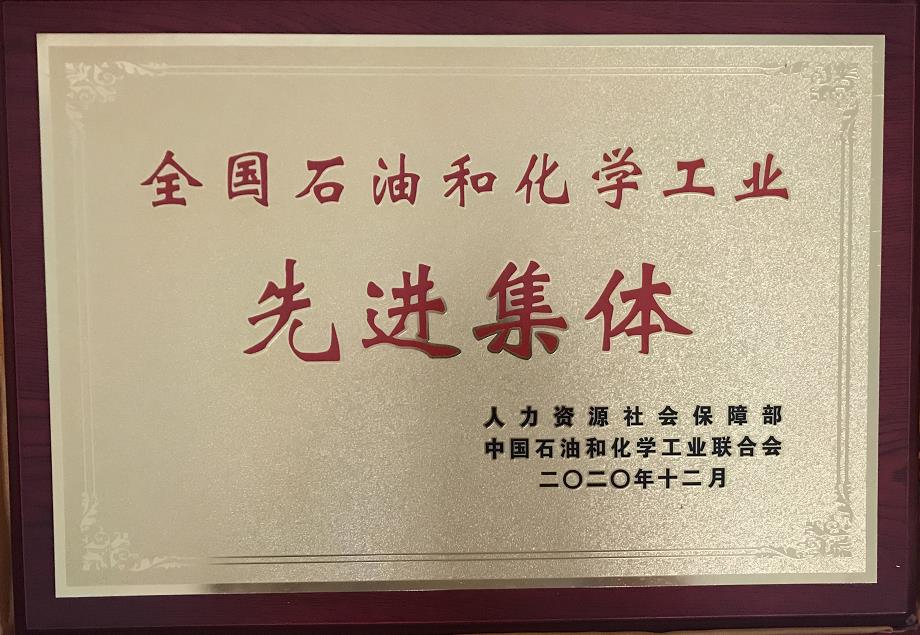 全国石油和化学工业
先进集体
人力资源社会保障部
中国石油和化学工业联合会
二〇二〇年十二月